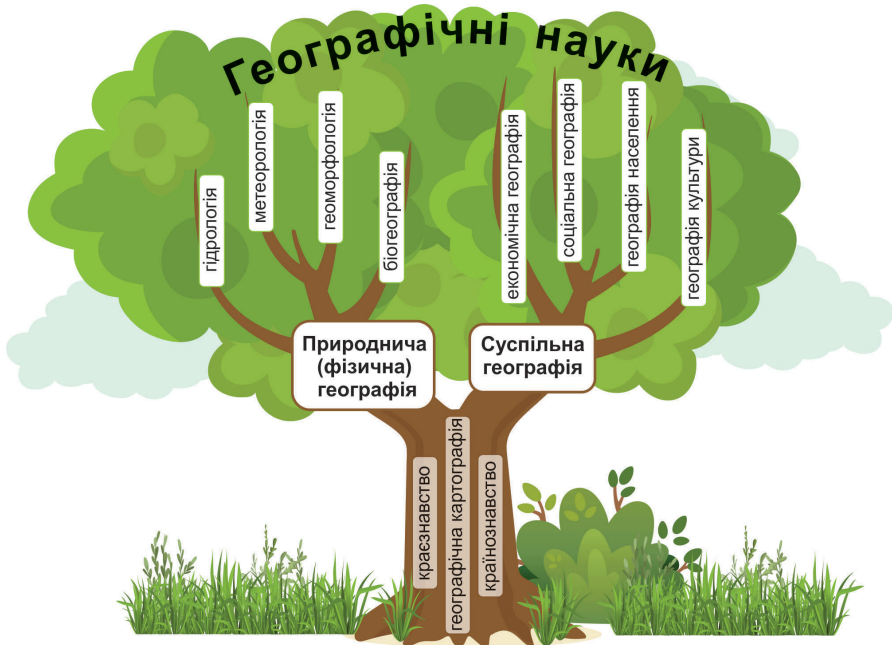 Географічні науки
гідрологія
метеорологія
геоморфологія
біогеографія
економічна географія
соціальна географія
географія населення
географія культури
Природнича
(фізична)
географія
Суспільна
географія
краєзнавство
географічна картографія
країнознавство